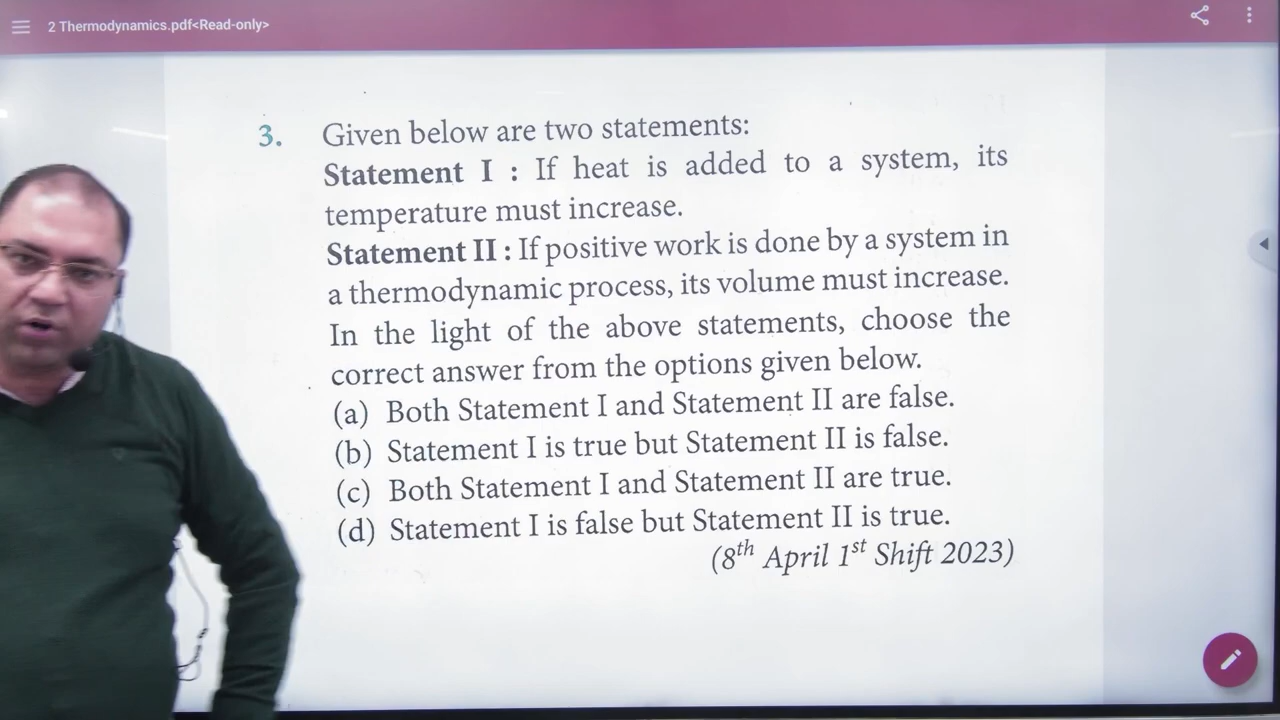 2 Thermodynamics.pdf<Read-only>
3. Given below are two statements:
Statement I : If heat is added to a system, its
temperature must increase.
Statement II : If positive work is done by a system in
a thermodynamic process, its volume must increase.
In the light of the above statements, choose the
correct answer from the options given below.
(a) Both Statement I and Statement II are false.
(b) Statement I is true but Statement II is false.
(c) Both Statement I and Statement II are true.
(d) Statement I is false but Statement II is true.
(8th April 1st Shift 2023)